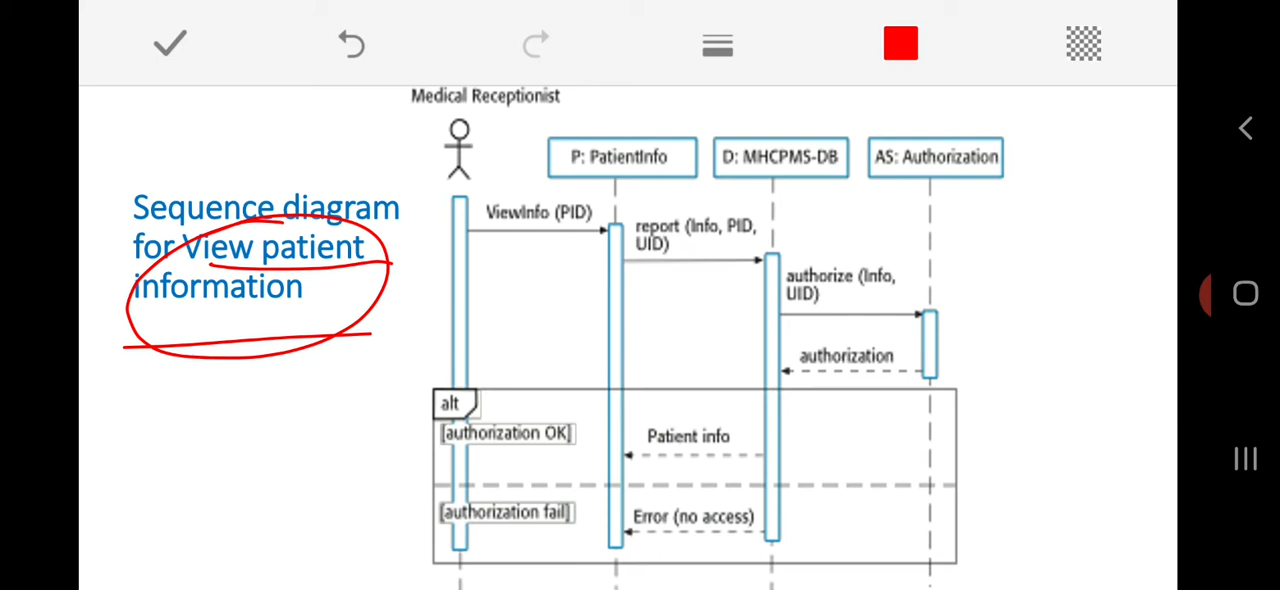 Medical Receptionist
P: PatientInfo
D: MHCPMS-DB
AS: Authorization
Sequence diagram
for View patient
information
ViewInfo (PID)
report (Info, PID,
UID)
authorize (Info,
UID)
authorization
alt
[authorization OK]
Patient info
[authorization fail]
Error (no access)